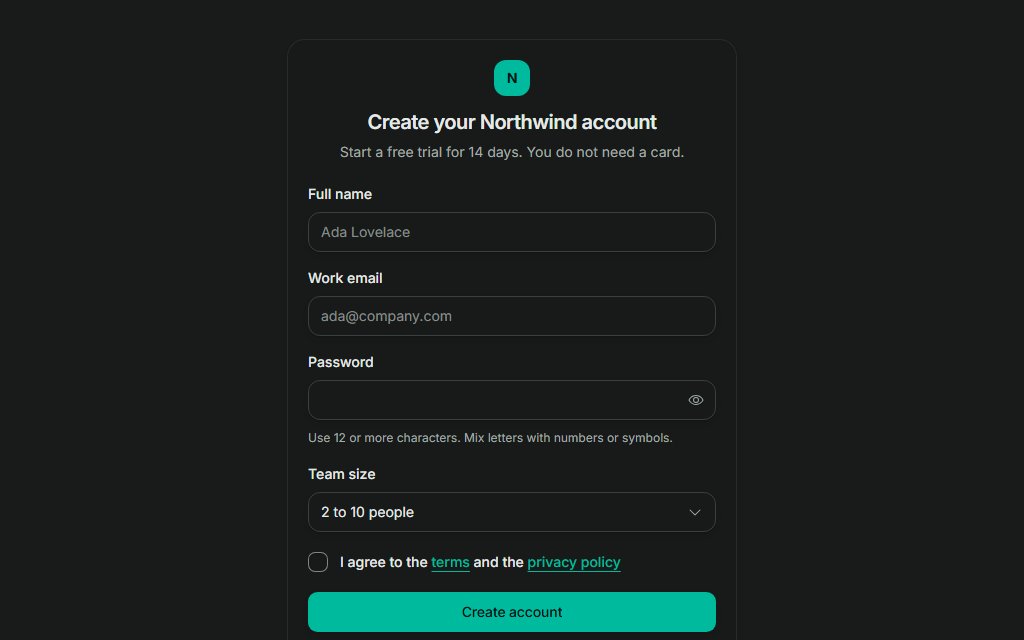 N
Create your Northwind account
Start a free trial for 14 days. You do not need a card.
Full name
Ada Lovelace
Work email
ada@company.com
Password
Use 12 or more characters. Mix letters with numbers or symbols.
Team size
2 to 10 people
I agree to the terms and the privacy policy
Create account